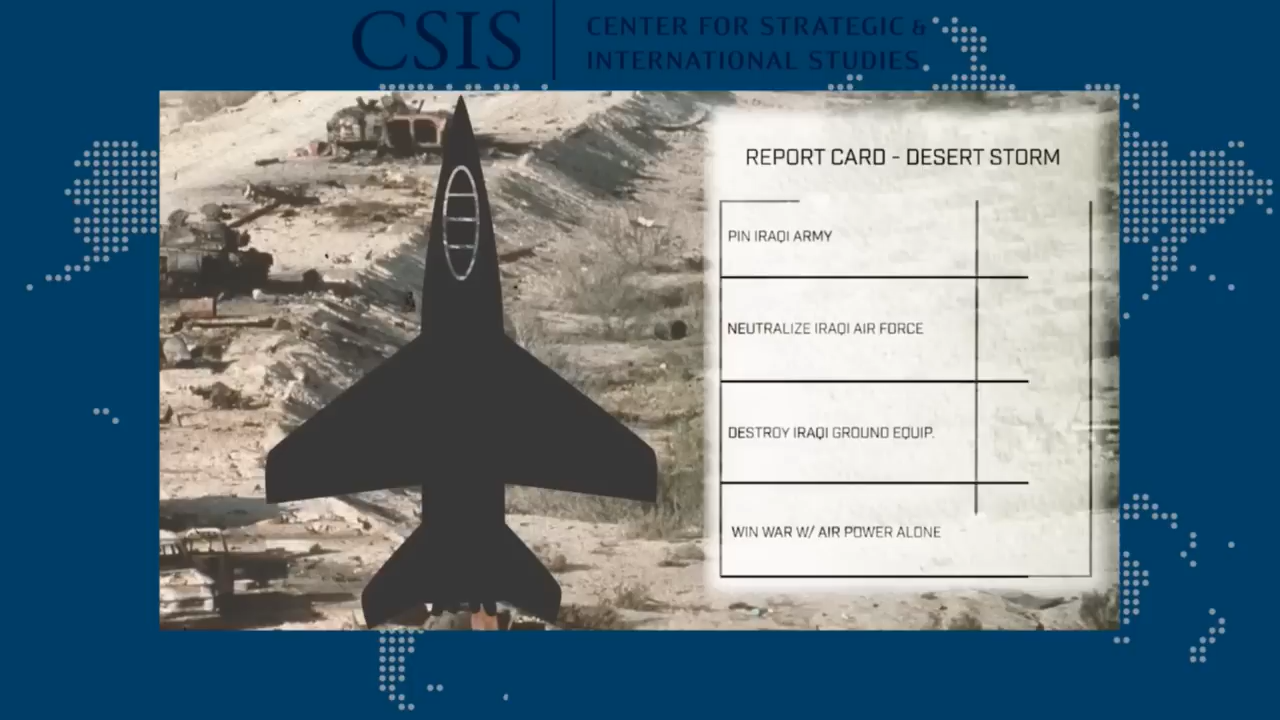 CSIS
CENTER FOR STRATEGIC &
INTERNATIONAL STUDIES
REPORT CARD - DESERT STORM
PIN IRAQI ARMY
NEUTRALIZE IRAQI AIR FORCE
DESTROY IRAQI GROUND EQUIP.
WIN WAR W/ AIR POWER ALONE